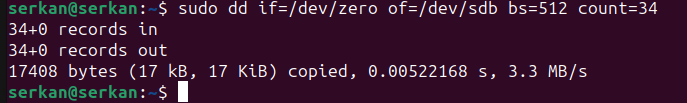 serkan@serkan:~$ sudo dd if=/dev/zero of=/dev/sdb bs=512 count=34
34+0 records in
34+0 records out
17408 bytes (17 kB, 17 KiB) copied, 0.00522168 s, 3.3 MB/s
serkan@serkan:~$